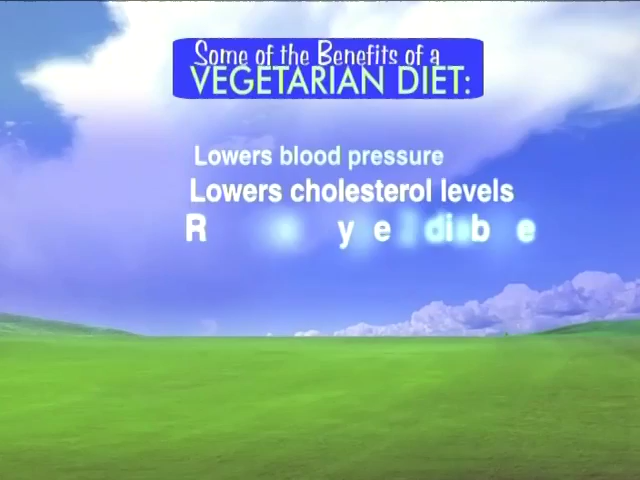 Some of the Benefits of a
VEGETARIAN DIET:
Lowers blood pressure
Lowers cholesterol levels